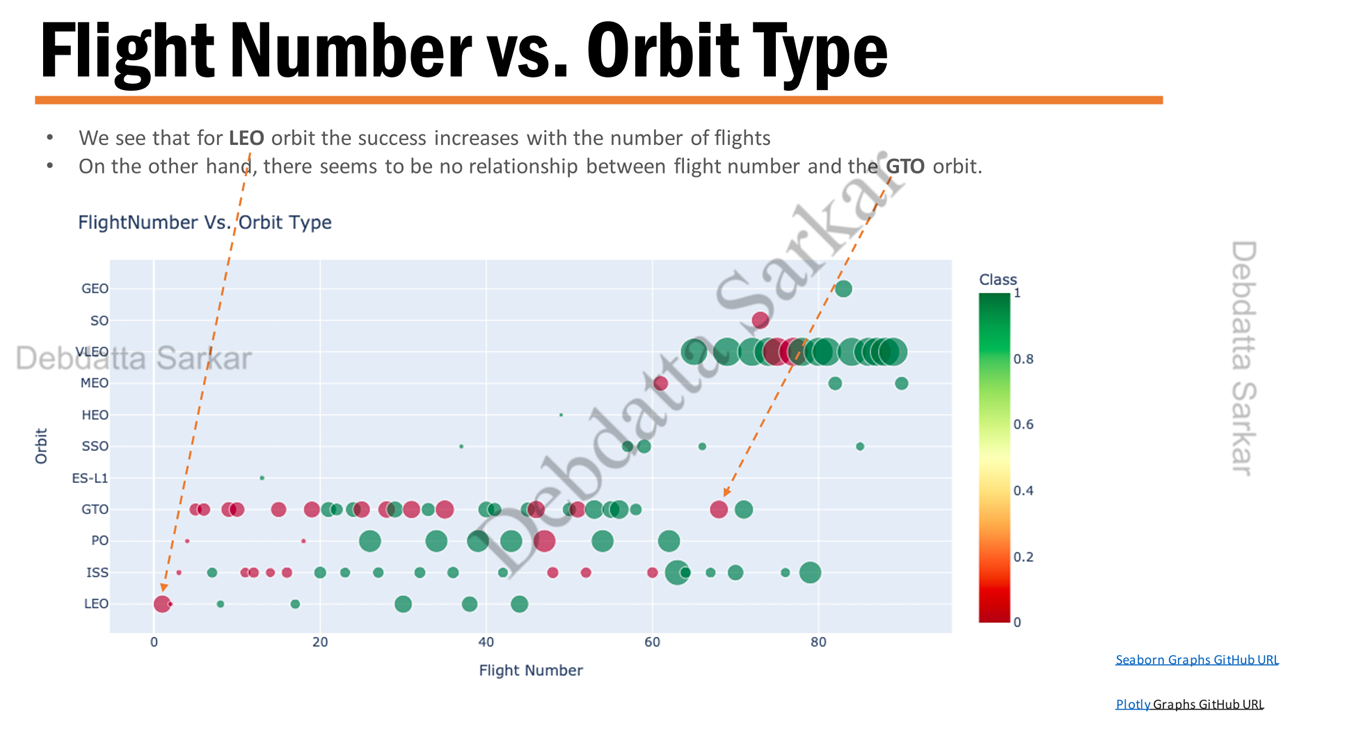 Flight Number vs. Orbit Type
• We see that for LEO orbit the success increases with the number of flights
• On the other hand, there seems to be no relationship between flight number and the GTO orbit.
FlightNumber Vs. Orbit Type
Class
GEO
SO
VLEO
MEO
HEO
SSO
ES-L1
GTO
PO
ISS
LEO
Orbit
0 20 40 60 80
Flight Number
1
0.8
0.6
0.4
0.2
0
Debdatta Sarkar
Debdatta Sarkar
Debdatta Sarkar
Seaborn Graphs GitHub URL
Plotly Graphs GitHub URL